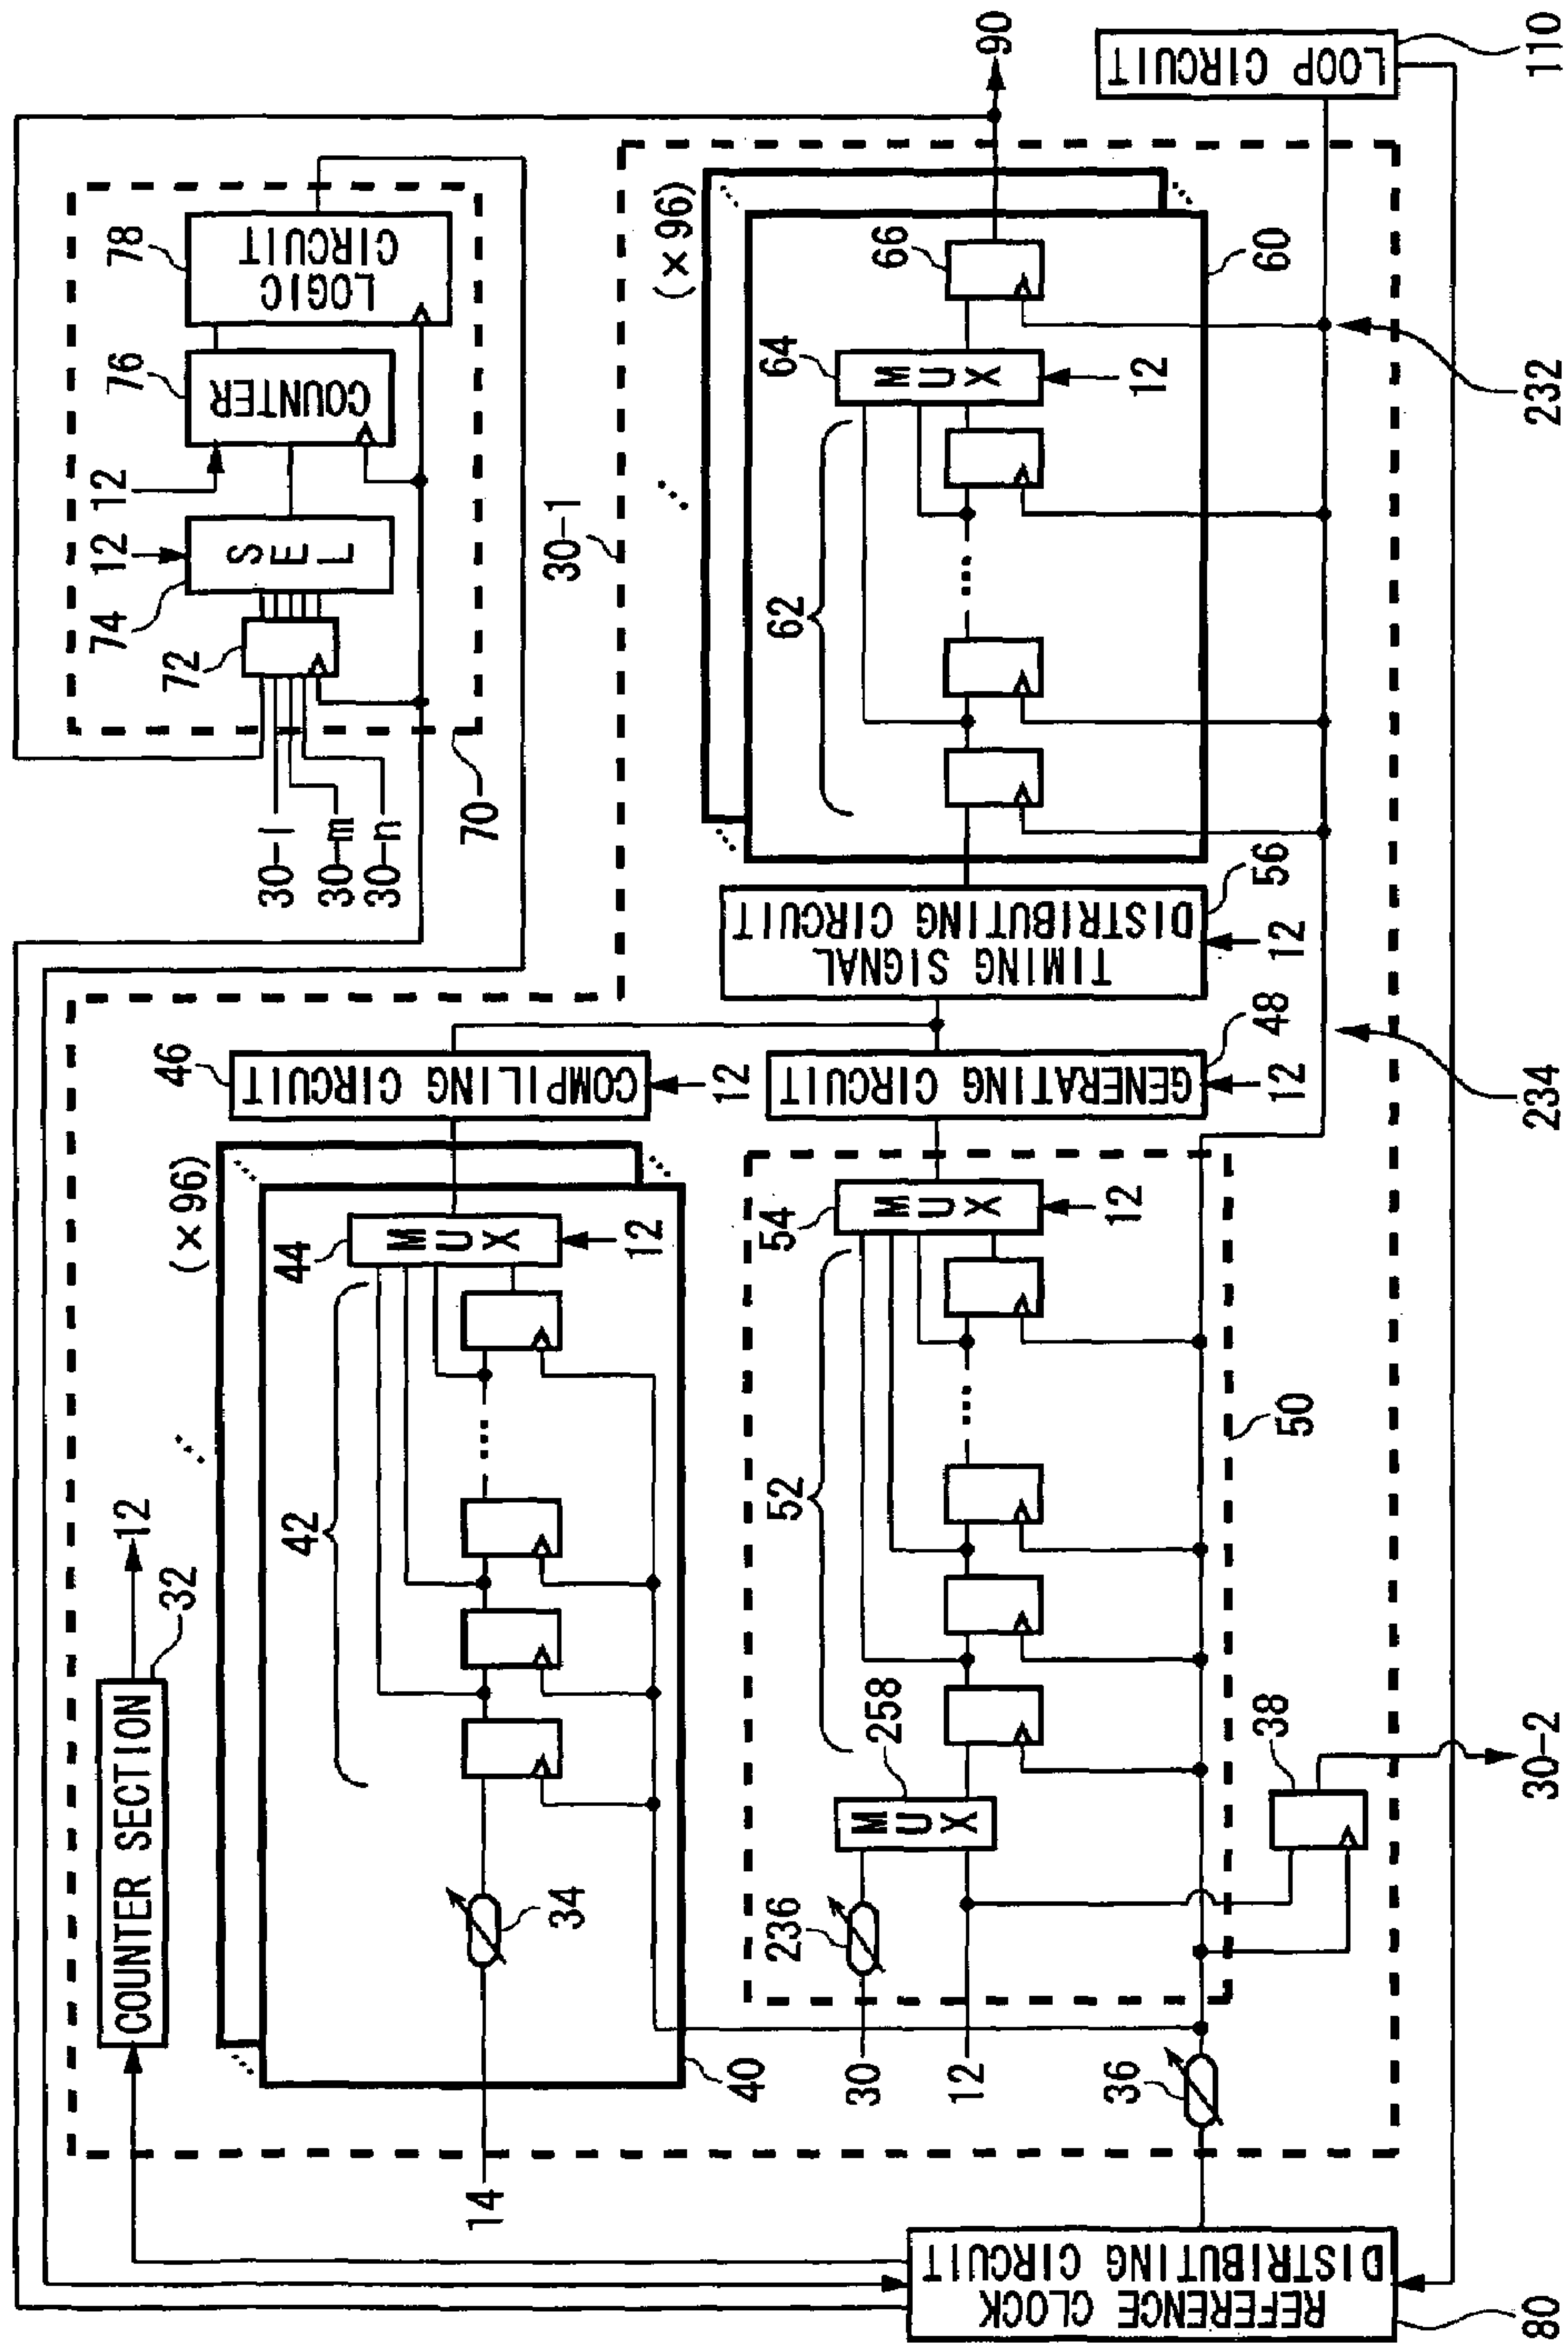 COUNTER SECTION
32
12
(×96)
42
44
MUX
12
34
14
40
46
COMPILING CIRCUIT
12
70
30-l
30-m
30-n
72
74
12
SEL
12
76
COUNTER
78
LOGIC
CIRCUIT
30-1
50
236
30
12
MUX
258
52
54
MUX
12
48
GENERATING CIRCUIT
12
TIMING SIGNAL
DISTRIBUTING CIRCUIT
56
12
(×96)
62
64
MUX
12
66
60
90
36
38
30-2
234
232
REFERENCE CLOCK
DISTRIBUTING CIRCUIT
80
LOOP CIRCUIT
110